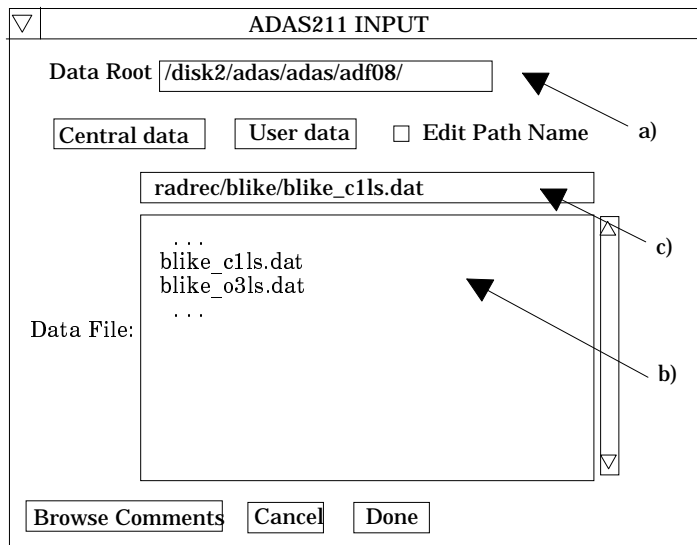 ADAS211 INPUT
Data Root /disk2/adas/adas/adf08/
Central data User data Edit Path Name a)
radrec/blike/blike_c1ls.dat
c)
. . .
blike_c1ls.dat
blike_o3ls.dat
. . .
Data File:
b)
Browse Comments Cancel Done